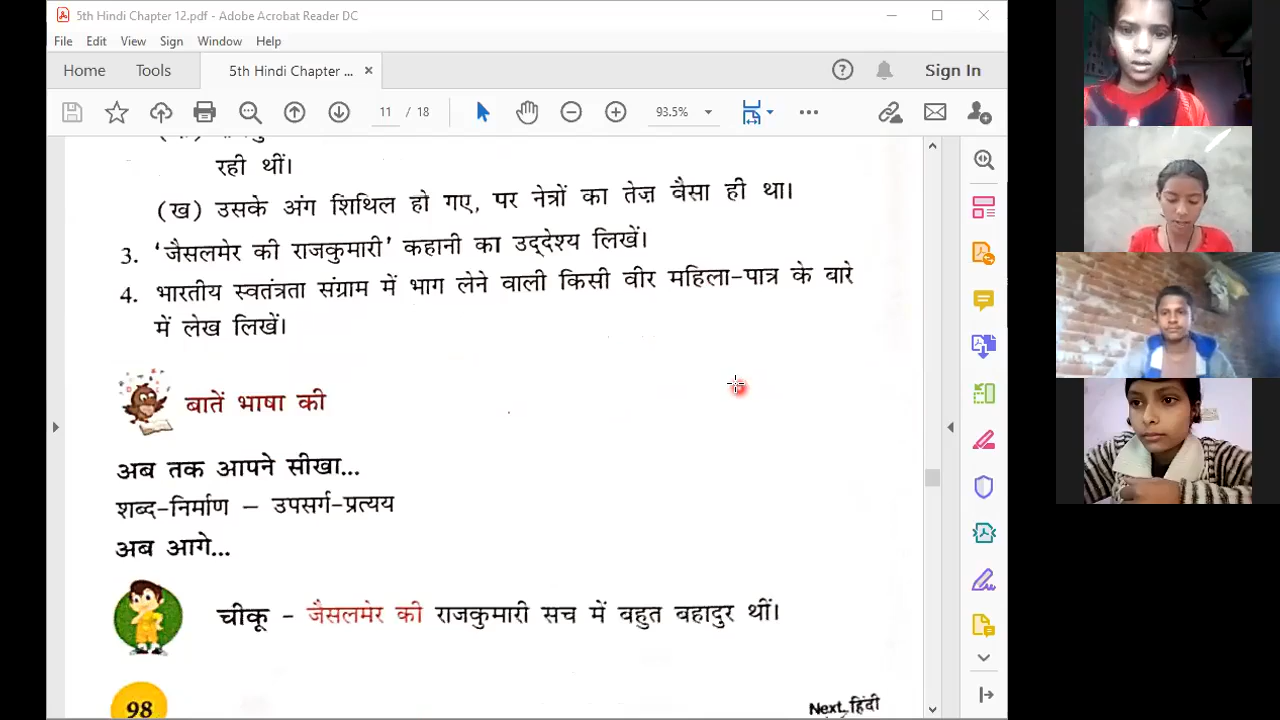 5th Hindi Chapter 12.pdf - Adobe Acrobat Reader DC
File Edit View Sign Window Help
Home Tools 5th Hindi Chapter ... × Sign In
11 / 18 93.5%
रही थीं।
(ख) उसके अंग शिथिल हो गए, पर नेत्रों का तेज़ वैसा ही था।
3. ‘जैसलमेर की राजकुमारी’ कहानी का उद्देश्य लिखें।
4. भारतीय स्वतंत्रता संग्राम में भाग लेने वाली किसी वीर महिला-पात्र के बारे
में लेख लिखें।
बातें भाषा की
अब तक आपने सीखा...
शब्द-निर्माण – उपसर्ग-प्रत्यय
अब आगे...
चीकू - जैसलमेर की राजकुमारी सच में बहुत बहादुर थीं।
98
Next हिंदी